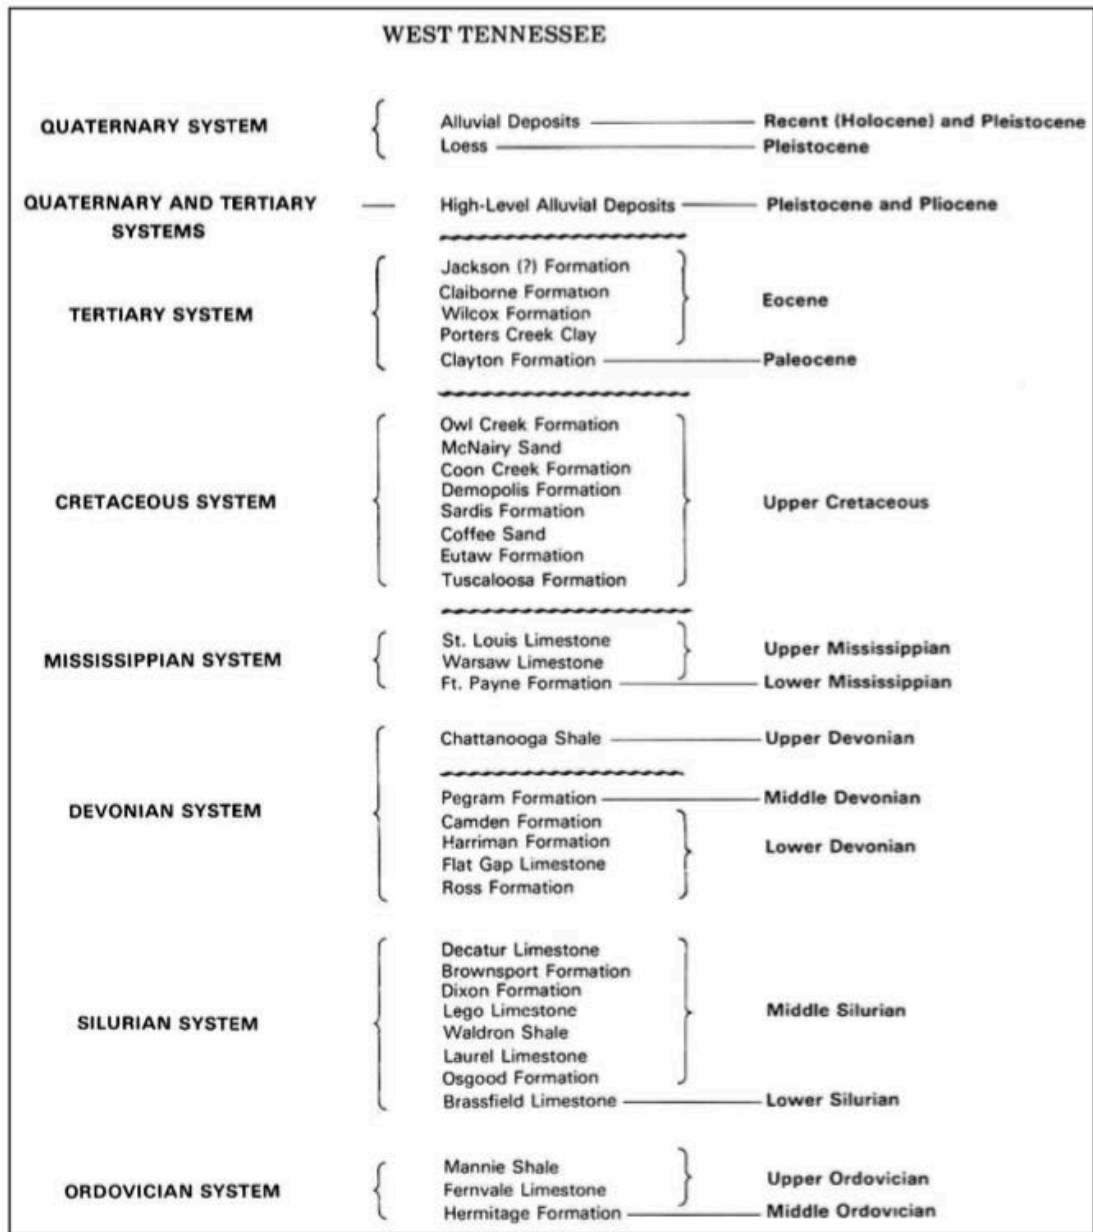 WEST TENNESSEE
QUATERNARY SYSTEM
Alluvial Deposits
Recent (Holocene) and Pleistocene
Loess
Pleistocene
QUATERNARY AND TERTIARY
SYSTEMS
High-Level Alluvial Deposits
Pleistocene and Pliocene
TERTIARY SYSTEM
Jackson (?) Formation
Claiborne Formation
Wilcox Formation
Porters Creek Clay
Eocene
Clayton Formation
Paleocene
CRETACEOUS SYSTEM
Owl Creek Formation
McNairy Sand
Coon Creek Formation
Demopolis Formation
Sardis Formation
Coffee Sand
Eutaw Formation
Tuscaloosa Formation
Upper Cretaceous
MISSISSIPPIAN SYSTEM
St. Louis Limestone
Warsaw Limestone
Upper Mississippian
Ft. Payne Formation
Lower Mississippian
DEVONIAN SYSTEM
Chattanooga Shale
Upper Devonian
Pegram Formation
Middle Devonian
Camden Formation
Harriman Formation
Flat Gap Limestone
Ross Formation
Lower Devonian
SILURIAN SYSTEM
Decatur Limestone
Brownsport Formation
Dixon Formation
Lego Limestone
Waldron Shale
Laurel Limestone
Osgood Formation
Middle Silurian
Brassfield Limestone
Lower Silurian
ORDOVICIAN SYSTEM
Mannie Shale
Fernvale Limestone
Upper Ordovician
Hermitage Formation
Middle Ordovician